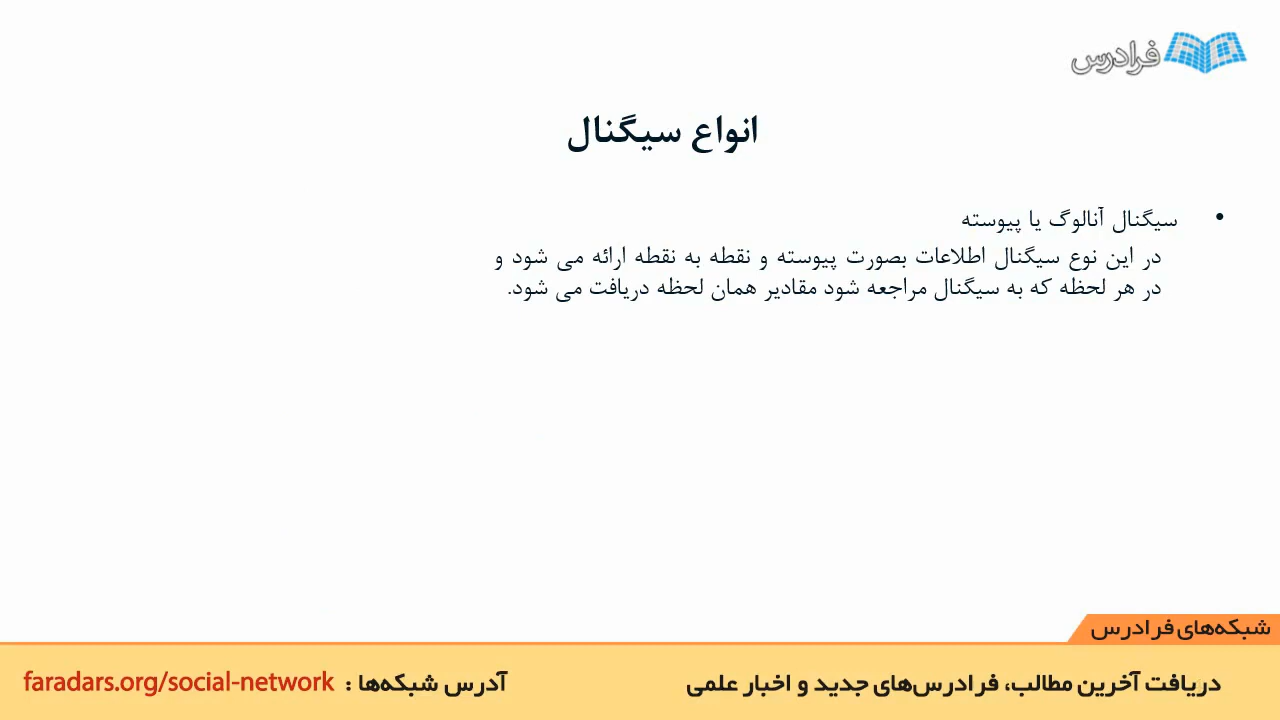 فرادرس
انواع سیگنال
• سیگنال آنالوگ یا پیوسته
در این نوع سیگنال اطلاعات بصورت پیوسته و نقطه به نقطه ارائه می شود و
در هر لحظه که به سیگنال مراجعه شود مقادیر همان لحظه دریافت می شود.
شبکه‌های فرادرس
دریافت آخرین مطالب، فرادرس‌های جدید و اخبار علمی
آدرس شبکه‌ها : faradars.org/social-network